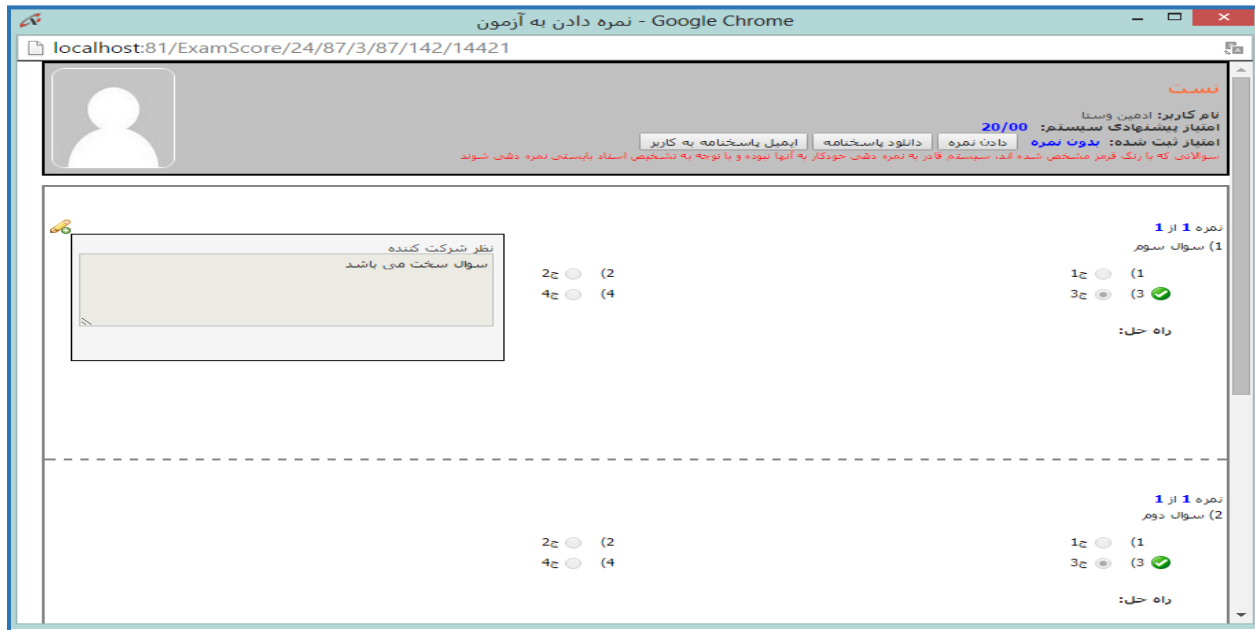 نمره دادن به آزمون - Google Chrome
localhost:81/ExamScore/24/87/3/87/142/14421
تست
نام کاربر: ادمین وستا
امتیاز پیشنهادی سیستم: 20/00
امتیاز ثبت شده: بدون نمره دادن نمره دانلود پاسخنامه ایمیل پاسخنامه به کاربر
سوالاتی که با رنگ قرمز مشخص شده اند، سیستم قادر به نمره دهی خودکار به آنها نبوده و با توجه به تشخیص استاد بایستی نمره دهی شوند
نمره 1 از 1
1) سوال سوم
1) ج1 2) ج2
3) ج3 4) ج4
راه حل:
نظر شرکت کننده
سوال سخت می باشد
نمره 1 از 1
2) سوال دوم
1) ج1 2) ج2
3) ج3 4) ج4
راه حل: